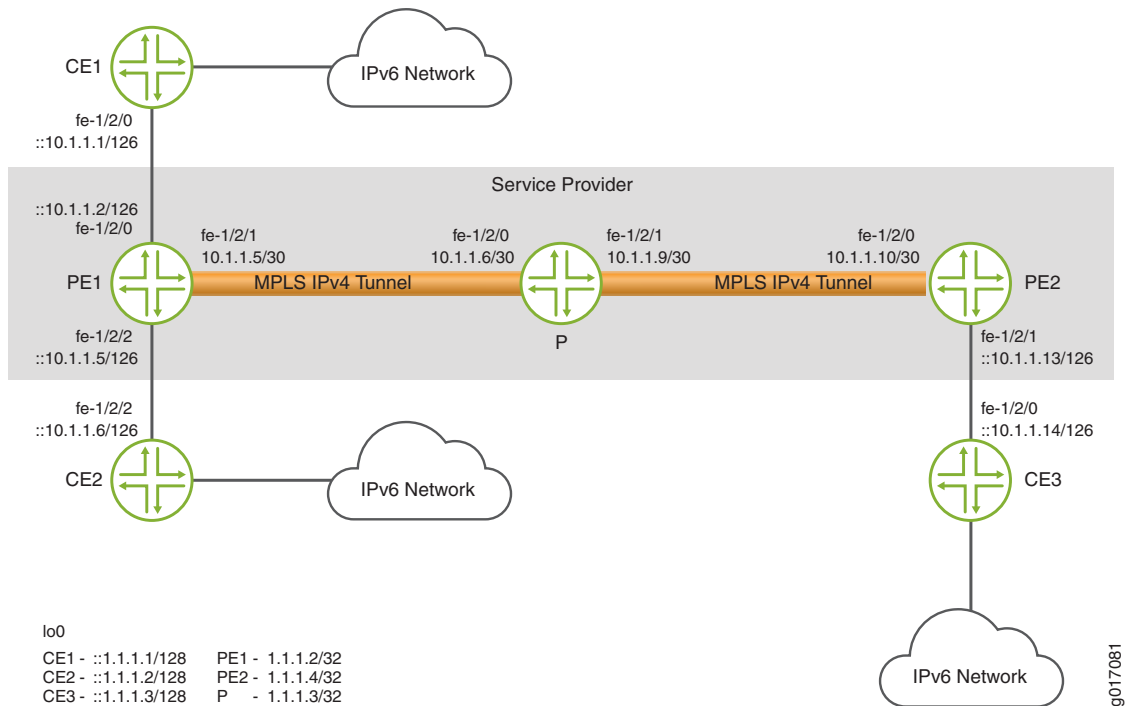 CE1
IPv6 Network
fe-1/2/0
::10.1.1.1/126
Service Provider
::10.1.1.2/126
fe-1/2/0
fe-1/2/1
10.1.1.5/30
fe-1/2/0
10.1.1.6/30
fe-1/2/1
10.1.1.9/30
fe-1/2/0
10.1.1.10/30
PE1
MPLS IPv4 Tunnel
MPLS IPv4 Tunnel
PE2
P
fe-1/2/2
::10.1.1.5/126
fe-1/2/1
::10.1.1.13/126
fe-1/2/2
::10.1.1.6/126
fe-1/2/0
::10.1.1.14/126
CE2
IPv6 Network
CE3
IPv6 Network
lo0
CE1 - ::1.1.1.1/128 PE1 - 1.1.1.2/32
CE2 - ::1.1.1.2/128 PE2 - 1.1.1.4/32
CE3 - ::1.1.1.3/128 P - 1.1.1.3/32
g017081